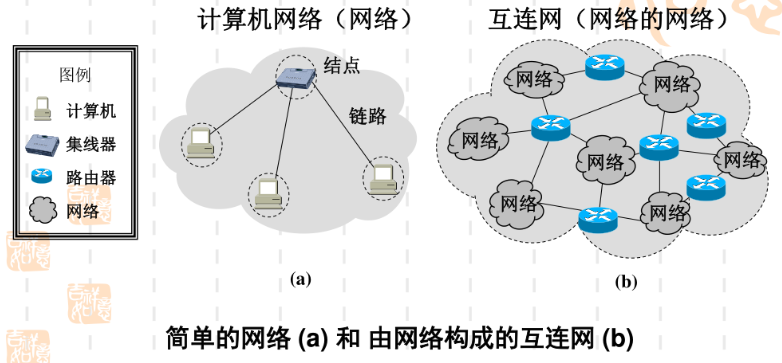 计算机网络（网络）
互连网（网络的网络）
图例
计算机
集线器
路由器
网络
结点
链路
网络
网络
网络
网络
网络
网络
网络
(a)
(b)
简单的网络 (a) 和 由网络构成的互连网 (b)